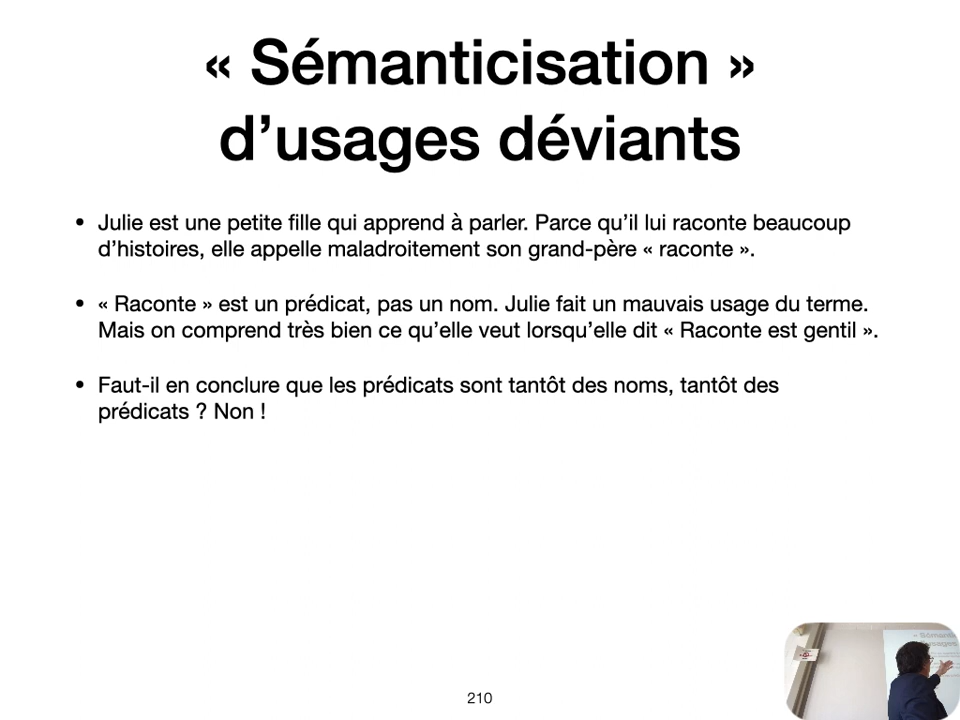 « Sémanticisation »
d’usages déviants
• Julie est une petite fille qui apprend à parler. Parce qu’il lui raconte beaucoup
d’histoires, elle appelle maladroitement son grand-père « raconte ».
• « Raconte » est un prédicat, pas un nom. Julie fait un mauvais usage du terme.
Mais on comprend très bien ce qu’elle veut lorsqu’elle dit « Raconte est gentil ».
• Faut-il en conclure que les prédicats sont tantôt des noms, tantôt des
prédicats ? Non !
210